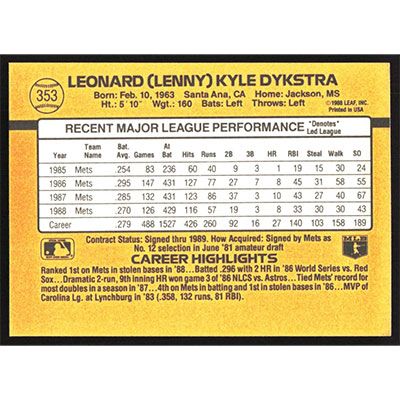 353
LEONARD (LENNY) KYLE DYKSTRA
Born: Feb. 10, 1963 Santa Ana, CA Home: Jackson, MS
Ht.: 5'10" Wgt.: 160 Bats: Left Throws: Left
©1988 LEAF, INC.
Printed in USA
RECENT MAJOR LEAGUE PERFORMANCE *Denotes Led League
Year Team Name Bat. Avg. Games At Bat Hits Runs 2B 3B HR RBI Steal Walk SO
1985 Mets .254 83 236 60 40 9 3 1 19 15 30 24
1986 Mets .295 147 431 127 77 27 7 8 45 31 58 55
1987 Mets .285 132 431 123 86 37 3 10 43 27 40 67
1988 Mets .270 126 429 116 57 19 3 8 33 30 30 43
Career .279 488 1527 426 260 92 16 27 140 103 158 189
Contract Status: Signed thru 1989. How Acquired: Signed by Mets as
No. 12 selection in June '81 amateur draft
CAREER HIGHLIGHTS
Ranked 1st on Mets in stolen bases in '88...Batted .296 with 2 HR in '86 World Series vs. Red
Sox...Dramatic 2-run, 9th inning HR won game 3 of '86 NLCS vs. Astros...Tied Mets' record for
most doubles in a season in '87...4th on Mets in batting and 1st in stolen bases in '86...MVP of
Carolina Lg. at Lynchburg in '83 (.358, 132 runs, 81 RBI).